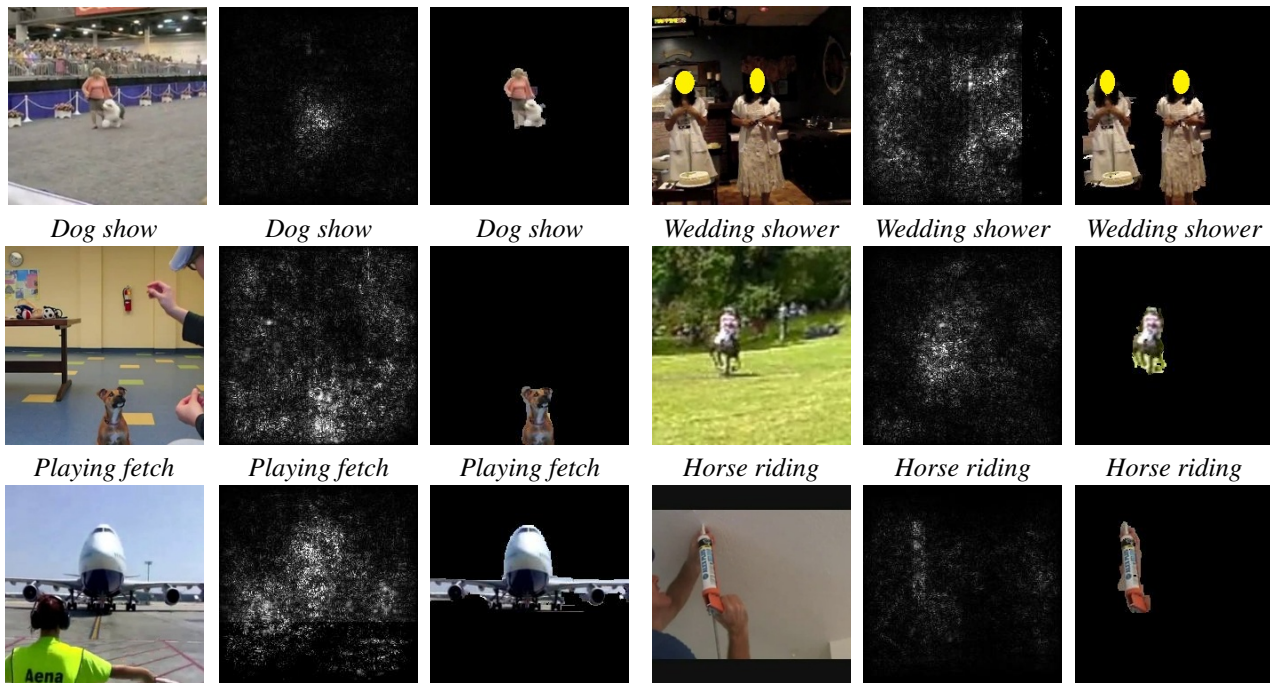 HAPPINESS
Dog show Dog show Dog show Wedding shower Wedding shower Wedding shower
Playing fetch Playing fetch Playing fetch Horse riding Horse riding Horse riding
Aena